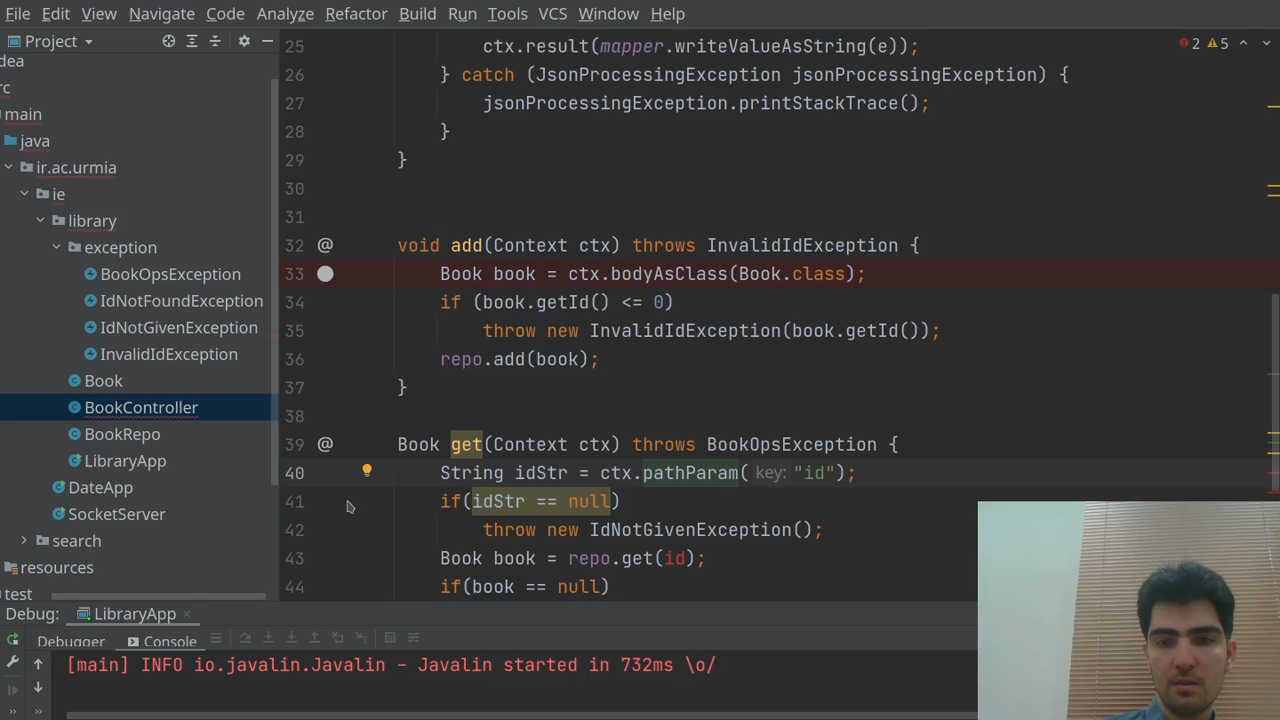 File Edit View Navigate Code Analyze Refactor Build Run Tools VCS Window Help
Project
2 5
idea
rc
main
java
ir.ac.urmia
ie
library
exception
BookOpsException
IdNotFoundException
IdNotGivenException
InvalidIdException
Book
BookController
BookRepo
LibraryApp
DateApp
SocketServer
search
resources
test
25 ctx.result(mapper.writeValueAsString(e));
26 } catch (JsonProcessingException jsonProcessingException) {
27 jsonProcessingException.printStackTrace();
28 }
29 }
30
31
32 @ void add(Context ctx) throws InvalidIdException {
33 Book book = ctx.bodyAsClass(Book.class);
34 if (book.getId() <= 0)
35 throw new InvalidIdException(book.getId());
36 repo.add(book);
37 }
38
39 @ Book get(Context ctx) throws BookOpsException {
40 String idStr = ctx.pathParam( key: "id");
41 if(idStr == null)
42 throw new IdNotGivenException();
43 Book book = repo.get(id);
44 if(book == null)
Debug: LibraryApp
Debugger Console
[main] INFO io.javalin.Javalin - Javalin started in 732ms \o/